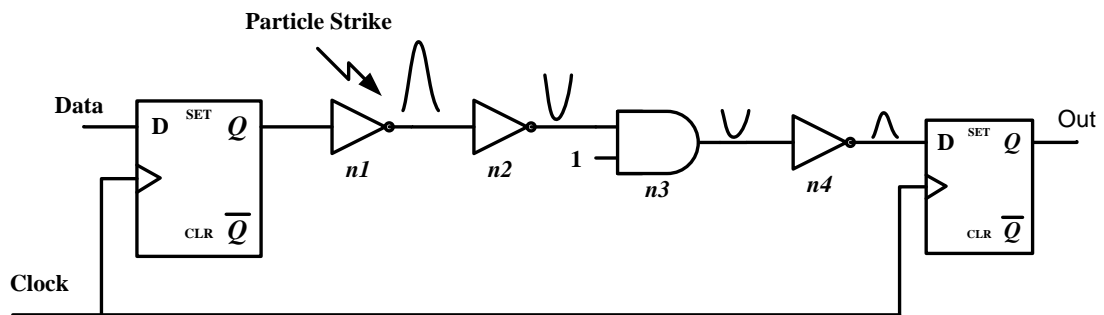 Particle Strike
Data
D
SET
Q
CLR
Q
n1
n2
1
n3
n4
D
SET
Q
CLR
Q
Out
Clock